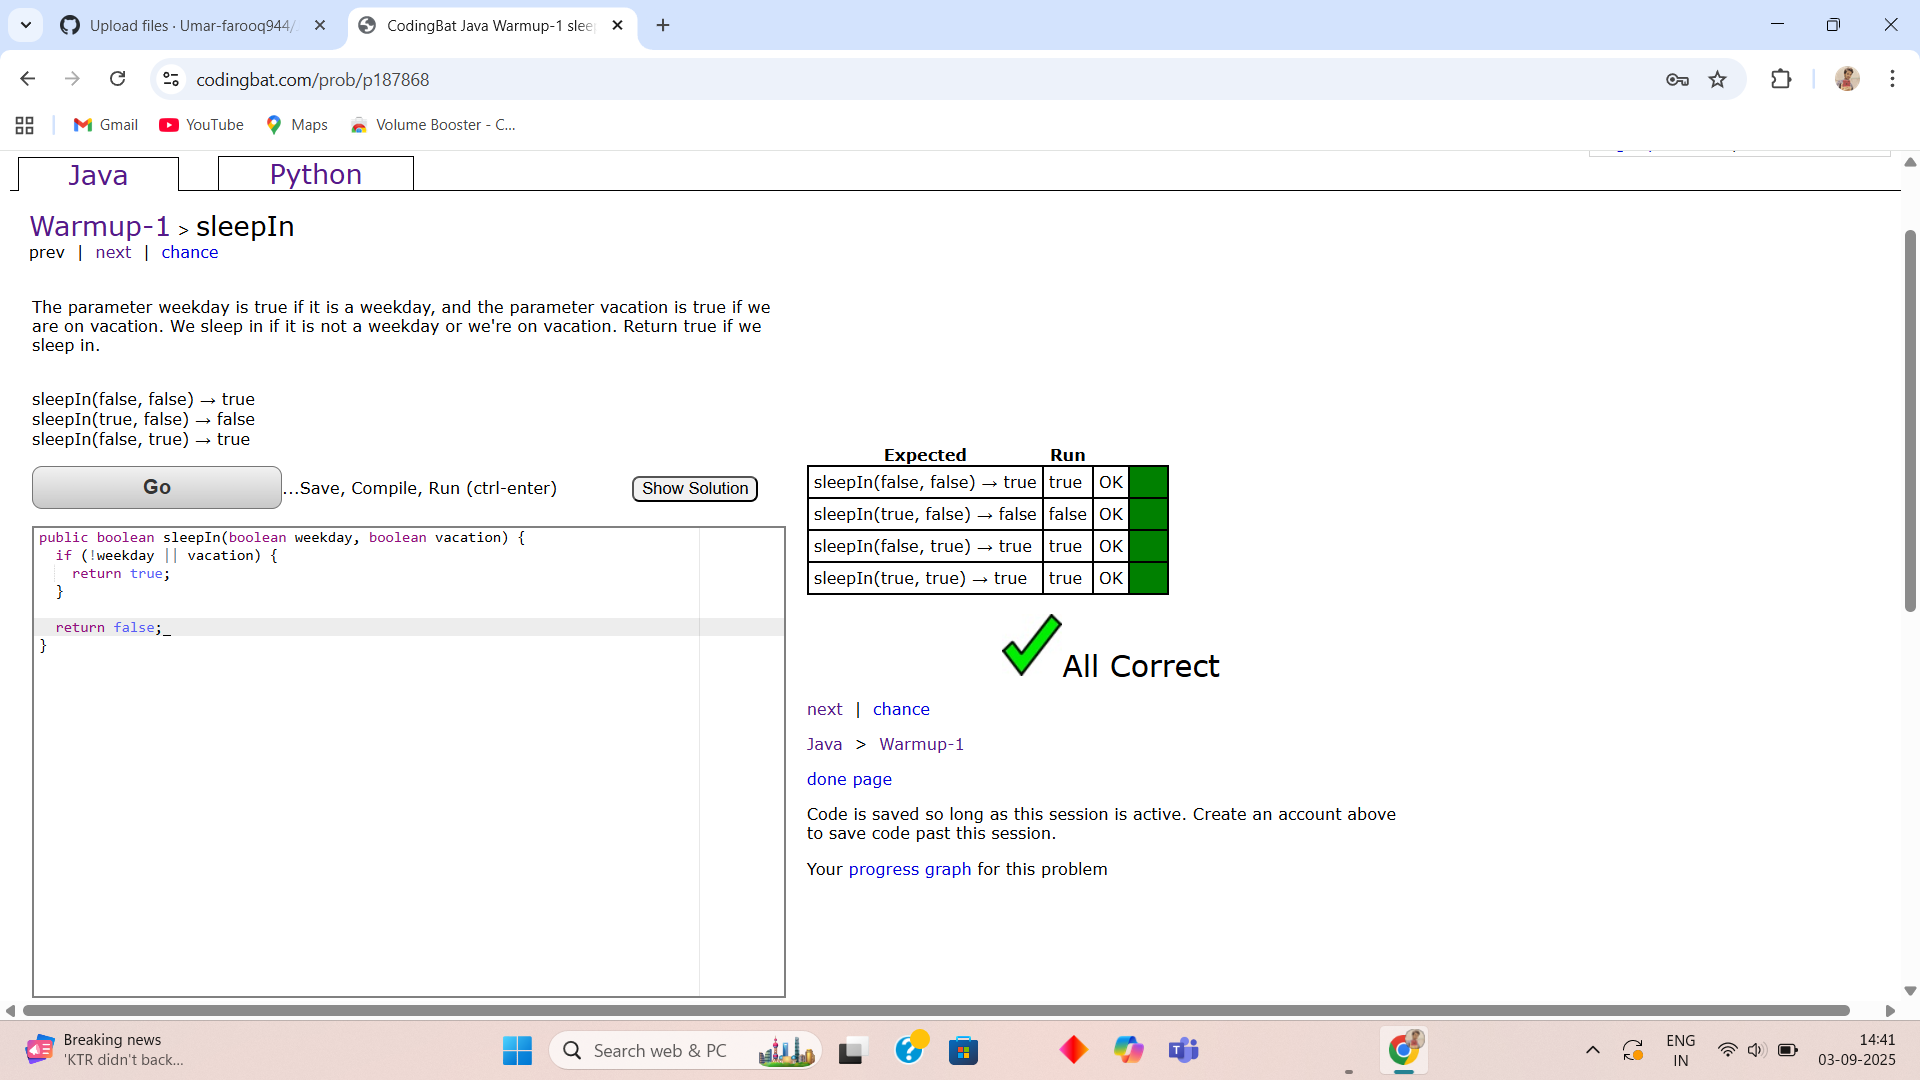 Upload files · Umar-farooq944/
CodingBat Java Warmup-1 slee
codingbat.com/prob/p187868
Gmail
YouTube
Maps
Volume Booster - C...
Java
Python
Warmup-1 > sleepIn
prev | next | chance
The parameter weekday is true if it is a weekday, and the parameter vacation is true if we
are on vacation. We sleep in if it is not a weekday or we're on vacation. Return true if we
sleep in.
sleepIn(false, false) → true
sleepIn(true, false) → false
sleepIn(false, true) → true
Go ...Save, Compile, Run (ctrl-enter) Show Solution
public boolean sleepIn(boolean weekday, boolean vacation) {
  if (!weekday || vacation) {
    return true;
  }
  return false;_
}
Expected Run
sleepIn(false, false) → true true OK
sleepIn(true, false) → false false OK
sleepIn(false, true) → true true OK
sleepIn(true, true) → true true OK
All Correct
next | chance
Java > Warmup-1
done page
Code is saved so long as this session is active. Create an account above
to save code past this session.
Your progress graph for this problem
Breaking news
'KTR didn't back...
Search web & PC
ENG
IN
14:41
03-09-2025